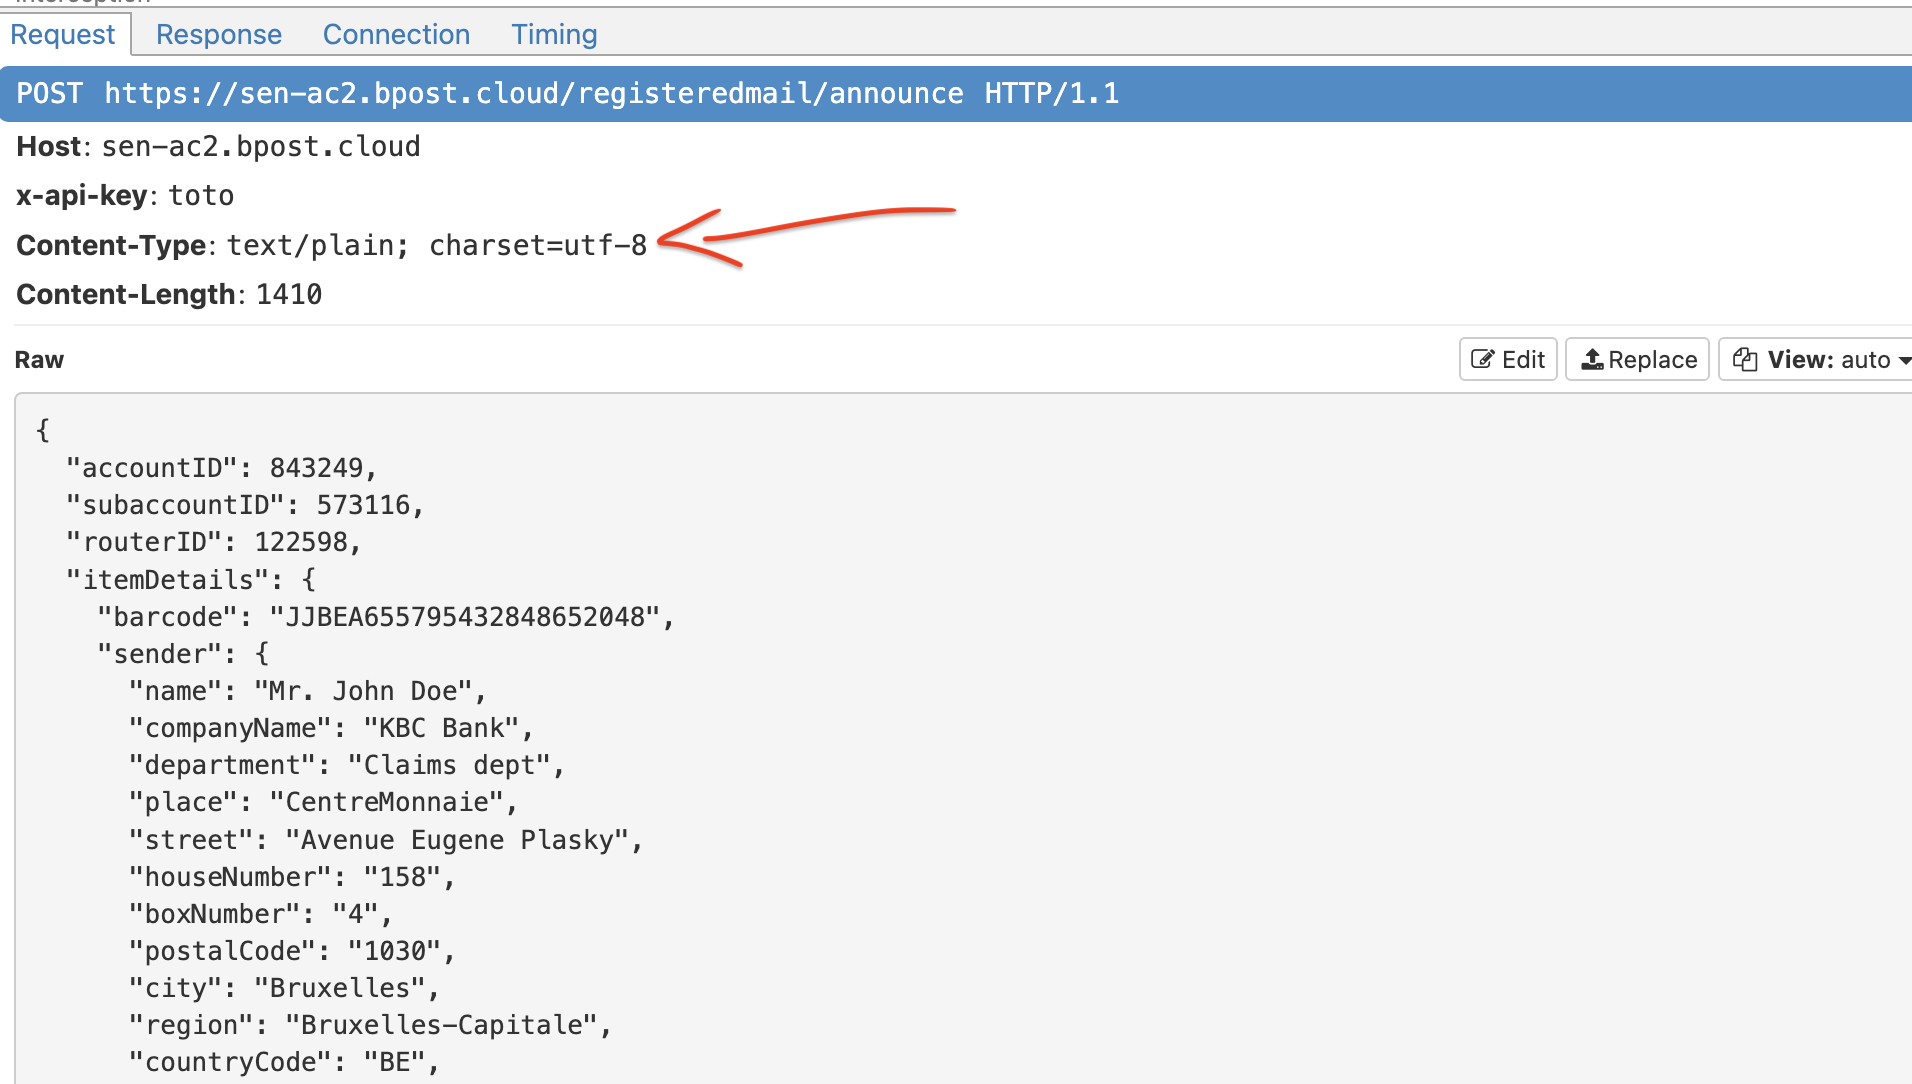 Request Response Connection Timing
POST https://sen-ac2.bpost.cloud/registeredmail/announce HTTP/1.1
Host: sen-ac2.bpost.cloud
x-api-key: toto
Content-Type: text/plain; charset=utf-8
Content-Length: 1410
Raw Edit Replace View: auto
{
"accountID": 843249,
"subaccountID": 573116,
"routerID": 122598,
"itemDetails": {
"barcode": "JJBEA655795432848652048",
"sender": {
"name": "Mr. John Doe",
"companyName": "KBC Bank",
"department": "Claims dept",
"place": "CentreMonnaie",
"street": "Avenue Eugene Plasky",
"houseNumber": "158",
"boxNumber": "4",
"postalCode": "1030",
"city": "Bruxelles",
"region": "Bruxelles-Capitale",
"countryCode": "BE",